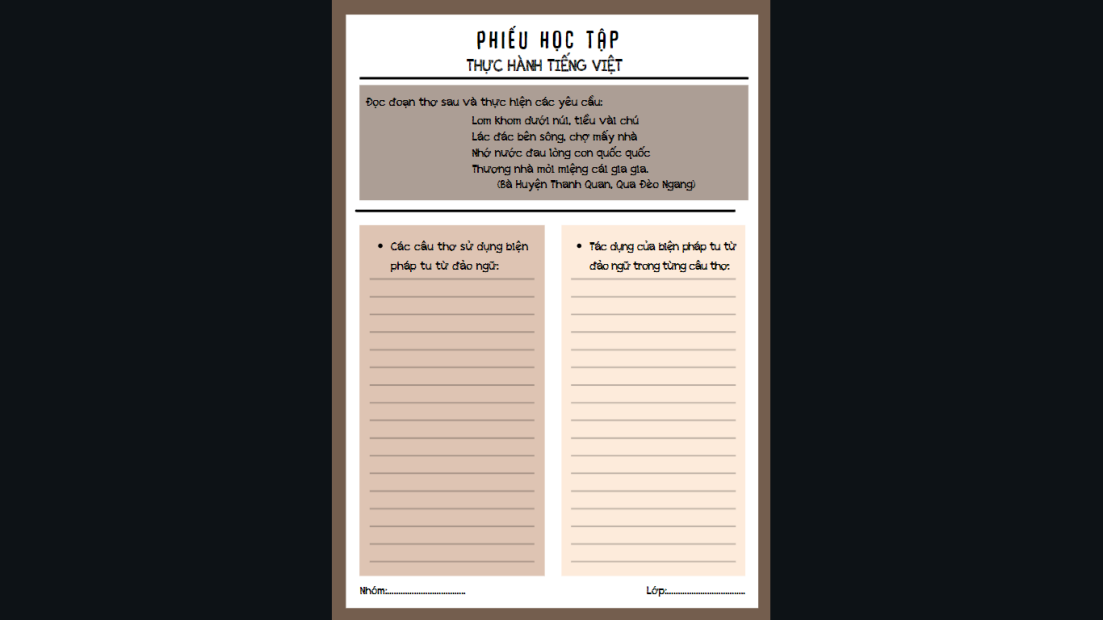 PHIẾU HỌC TẬP
THỰC HÀNH TIẾNG VIỆT
Đọc đoạn thơ sau và thực hiện các yêu cầu:
Lom khom dưới núi, tiều vài chú
Lác đác bên sông, chợ mấy nhà
Nhớ nước đau lòng con quốc quốc
Thương nhà mỏi miệng cái gia gia.
(Bà Huyện Thanh Quan, Qua Đèo Ngang)
• Các câu thơ sử dụng biện
pháp tu từ đảo ngữ:
• Tác dụng của biện pháp tu từ
đảo ngữ trong từng câu thơ:
Nhóm:....................................
Lớp:....................................